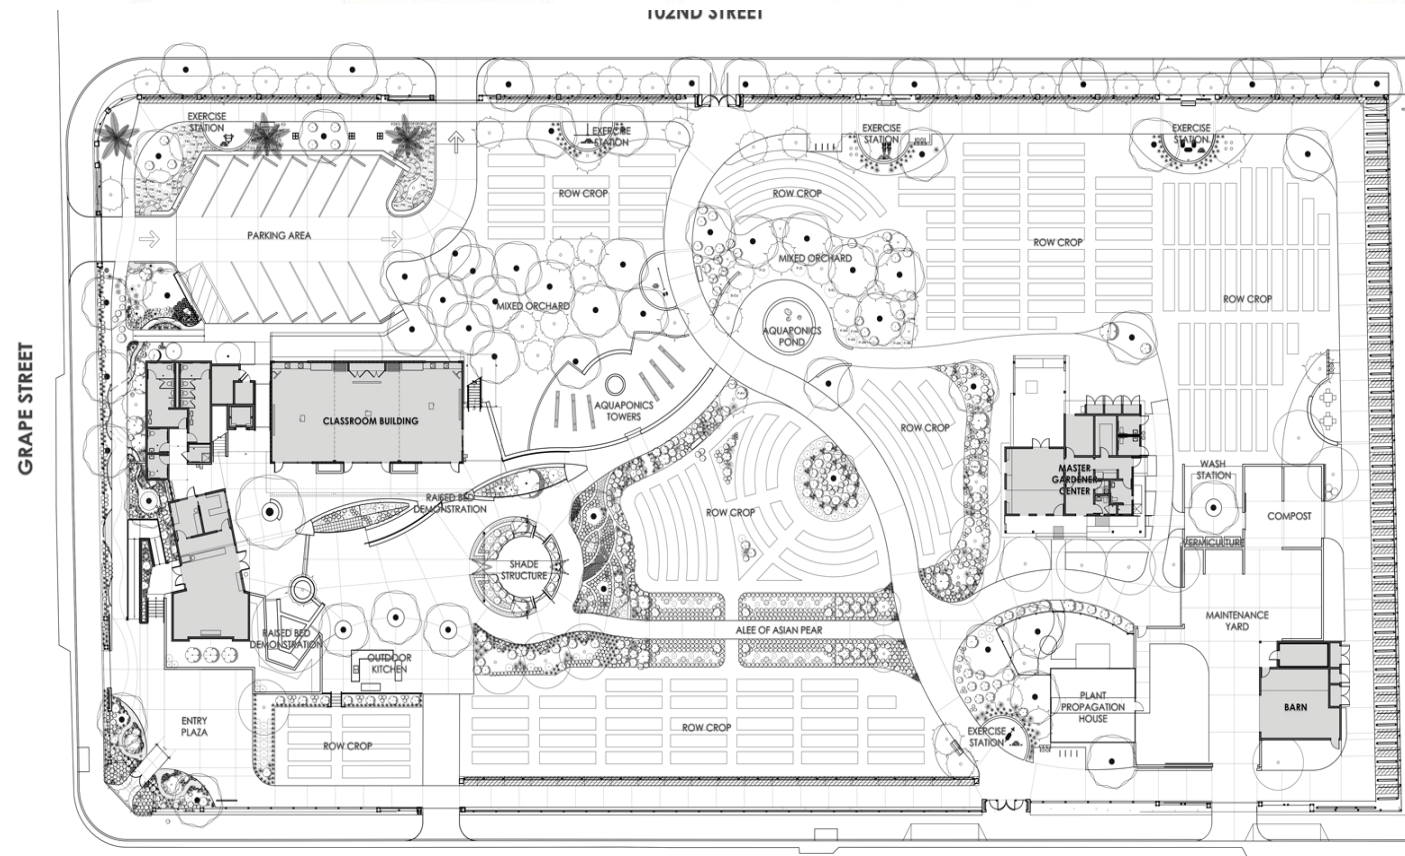 102ND STREET
EXERCISE
STATION
EXERCISE
STATION
EXERCISE
STATION
EXERCISE
STATION
ROW CROP
ROW CROP
PARKING AREA
ROW CROP
MIXED ORCHARD
MIXED ORCHARD
ROW CROP
AQUAPONICS
POND
GRAPE STREET
AQUAPONICS
TOWERS
CLASSROOM BUILDING
ROW CROP
MASTER
GARDENER
CENTER
WASH
STATION
RAISED BED
DEMONSTRATION
ROW CROP
COMPOST
VERMICULTURE
SHADE
STRUCTURE
MAINTENANCE
YARD
ALEE OF ASIAN PEAR
RAISED BED
DEMONSTRATION
OUTDOOR
KITCHEN
PLANT
PROPAGATION
HOUSE
BARN
ENTRY
PLAZA
ROW CROP
EXERCISE
STATION
ROW CROP